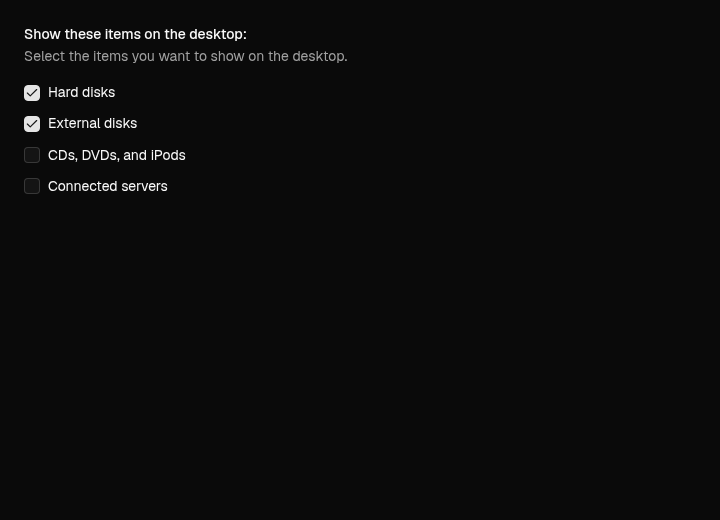 Show these items on the desktop:
Select the items you want to show on the desktop.
Hard disks
External disks
CDs, DVDs, and iPods
Connected servers